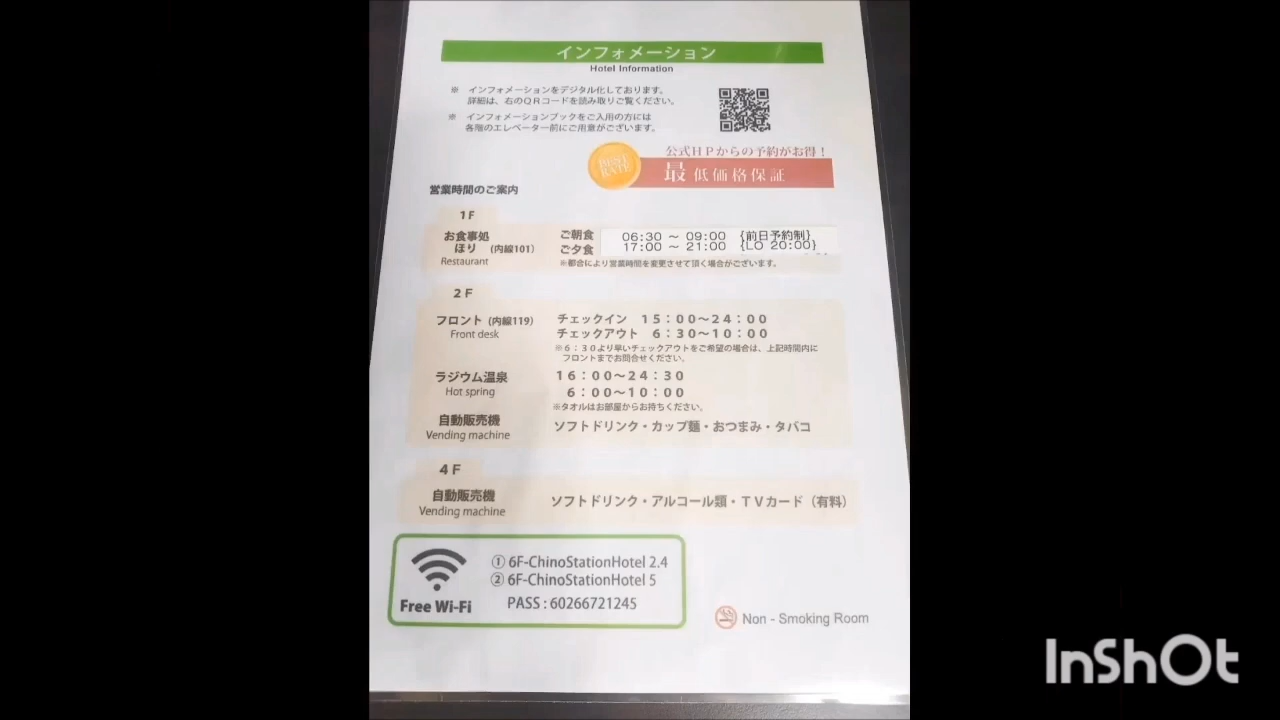 インフォメーション
Hotel Information
※ インフォメーションをデジタル化しております。
詳細は、右のQRコードを読み取りご覧ください。
※ インフォメーションブックをご入用の方には
各階のエレベーター前にご用意がございます。
公式HPからの予約がお得！
BEST RATE
最低価格保証
営業時間のご案内
1F
お食事処
ほり (内線101)
Restaurant
ご朝食 06:30 ～ 09:00 {前日予約制}
ご夕食 17:00 ～ 21:00 {LO 20:00}
※都合により営業時間を変更させて頂く場合がございます。
2F
フロント (内線119)
Front desk
チェックイン 15：00～24：00
チェックアウト 6：30～10：00
※6：30より早いチェックアウトをご希望の場合は、上記時間内に
フロントまでお問合せください。
ラジウム温泉
Hot spring
16：00～24：30
6：00～10：00
※タオルはお部屋からお持ちください。
自動販売機
Vending machine
ソフトドリンク・カップ麺・おつまみ・タバコ
4F
自動販売機
Vending machine
ソフトドリンク・アルコール類・TVカード（有料）
Free Wi-Fi
① 6F-ChinoStationHotel 2.4
② 6F-ChinoStationHotel 5
PASS : 60266721245
Non - Smoking Room
InShOt